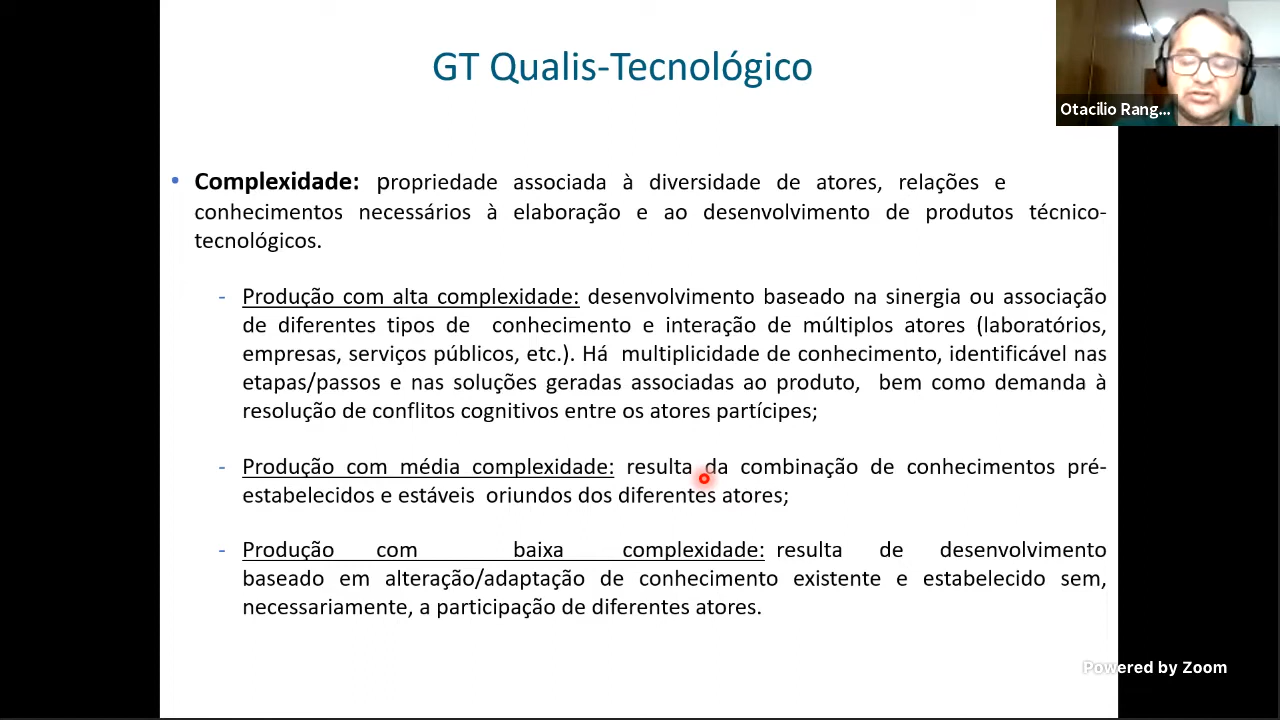 GT Qualis-Tecnológico
Otacilio Rang...
• Complexidade: propriedade associada à diversidade de atores, relações e
conhecimentos necessários à elaboração e ao desenvolvimento de produtos técnico-
tecnológicos.
- Produção com alta complexidade: desenvolvimento baseado na sinergia ou associação
de diferentes tipos de conhecimento e interação de múltiplos atores (laboratórios,
empresas, serviços públicos, etc.). Há multiplicidade de conhecimento, identificável nas
etapas/passos e nas soluções geradas associadas ao produto, bem como demanda à
resolução de conflitos cognitivos entre os atores partícipes;
- Produção com média complexidade: resulta da combinação de conhecimentos pré-
estabelecidos e estáveis oriundos dos diferentes atores;
- Produção com baixa complexidade: resulta de desenvolvimento
baseado em alteração/adaptação de conhecimento existente e estabelecido sem,
necessariamente, a participação de diferentes atores.
Powered by Zoom